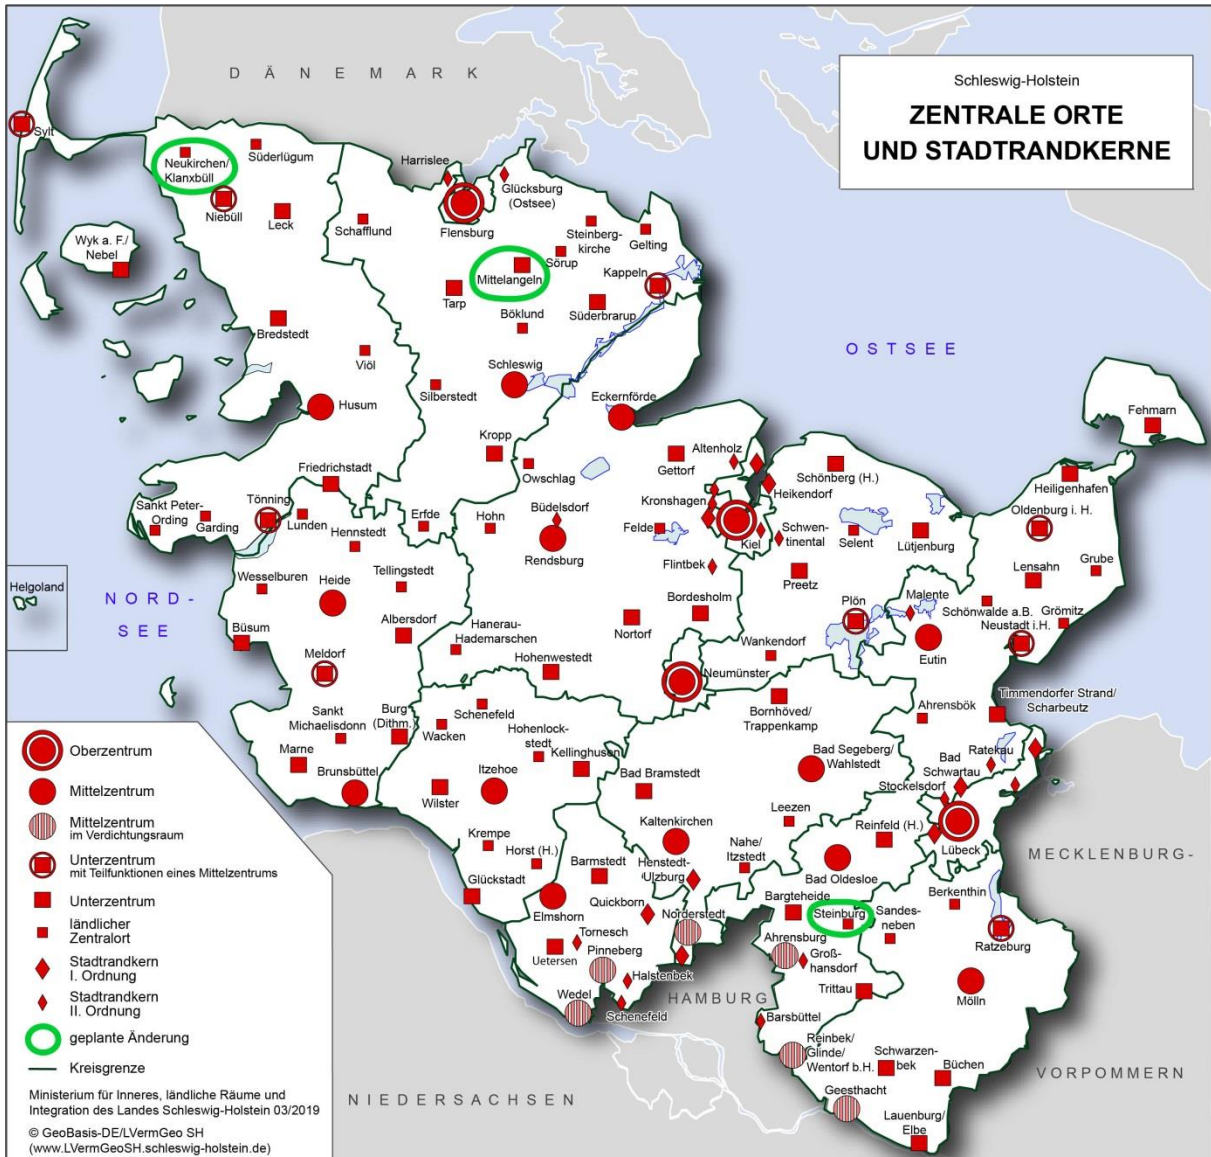 Schleswig-Holstein
ZENTRALE ORTE
UND STADTRANDKERNE
DÄNEMARK
Sylt
Neukirchen/
Klanxbüll
Süderlügum
Niebüll
Leck
Harrislee
Flensburg
Glücksburg
(Ostsee)
Schafflund
Steinberg-
kirche
Gelting
Sörup
Mittelangeln
Kappeln
Tarp
Süderbrarup
Böklund
Wyk a. F./
Nebel
Bredstedt
Viöl
Schleswig
Silberstedt
Husum
Eckernförde
OSTSEE
Fehmarn
Kropp
Owschlag
Gettorf
Altenholz
Heikendorf
Schönberg (H.)
Heiligenhafen
Oldenburg i. H.
Friedrichstadt
Tönning
Sankt Peter-
Ording
Garding
Lunden
Hennstedt
Erfde
Hohn
Büdelsdorf
Rendsburg
Kronshagen
Felde
Kiel
Schwen-
tinental
Selent
Lütjenburg
Flintbek
Preetz
Lensahn
Grube
Helgoland
NORD-
SEE
Wesselburen
Heide
Tellingstedt
Albersdorf
Büsum
Meldorf
Hanerau-
Hademarschen
Hohenwestedt
Nortorf
Bordesholm
Plön
Malente
Schönwalde a.B.
Grömitz
Neustadt i.H.
Eutin
Wankendorf
Neumünster
Bornhöved/
Trappenkamp
Ahrensbök
Timmendorfer Strand/
Scharbeutz
Sankt
Michaelisdonn
Burg
(Dithm.)
Marne
Brunsbüttel
Schenefeld
Wacken
Hohenlock-
stedt
Kellinghusen
Itzehoe
Wilster
Bad Bramstedt
Bad Segeberg/
Wahlstedt
Ratekau
Bad
Schwartau
Stockelsdorf
Lübeck
Leezen
Reinfeld (H.)
Kaltenkirchen
Krempe
Horst (H.)
Glückstadt
Barmstedt
Henstedt-
Ulzburg
Nahe/
Itzstedt
Bad Oldesloe
MECKLENBURG-
Elmshorn
Quickborn
Norderstedt
Bargteheide
Steinburg
Sandes-
neben
Berkenthin
Ratzeburg
Uetersen
Tornesch
Pinneberg
Ahrensburg
Groß-
hansdorf
Wedel
Halstenbek
Schenefeld
HAMBURG
Trittau
Mölln
Barsbüttel
Reinbek/
Glinde/
Wentorf b.H.
Schwarzen-
bek
Büchen
Geesthacht
Lauenburg/
Elbe
VORPOMMERN
NIEDERSACHSEN
Oberzentrum
Mittelzentrum
Mittelzentrum
im Verdichtungsraum
Unterzentrum
mit Teilfunktionen eines Mittelzentrums
Unterzentrum
ländlicher
Zentralort
Stadtrandkern
I. Ordnung
Stadtrandkern
II. Ordnung
geplante Änderung
Kreisgrenze
Ministerium für Inneres, ländliche Räume und
Integration des Landes Schleswig-Holstein 03/2019
© GeoBasis-DE/LVermGeo SH
(www.LVermGeoSH.schleswig-holstein.de)